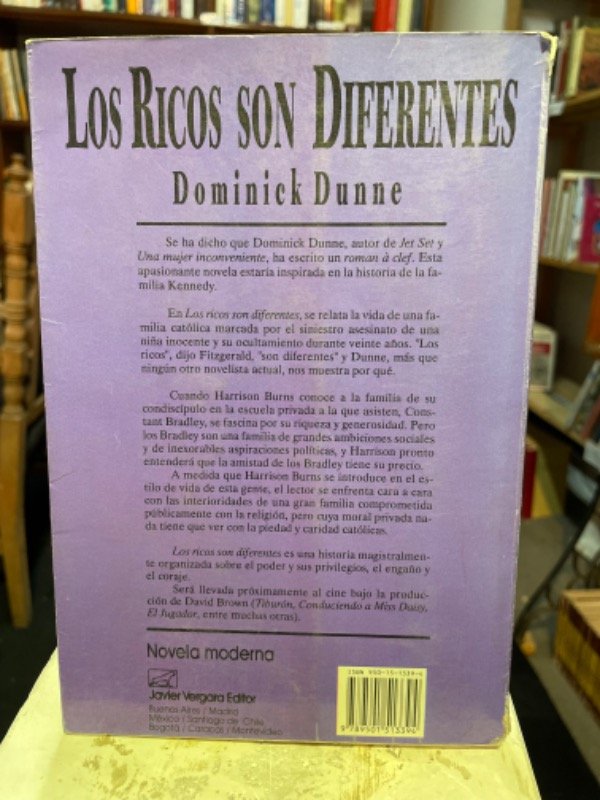 LOS RICOS SON DIFERENTES
Dominick Dunne
Se ha dicho que Dominick Dunne, autor de Jet Set y
Una mujer inconveniente, ha escrito un roman à clef. Esta
apasionante novela estaría inspirada en la historia de la fa-
milia Kennedy.
En Los ricos son diferentes, se relata la vida de una fa-
milia católica marcada por el siniestro asesinato de una
niña inocente y su ocultamiento durante veinte años. "Los
ricos", dijo Fitzgerald, "son diferentes" y Dunne, más que
ningún otro novelista actual, nos muestra por qué.
Cuando Harrison Burns conoce a la familia de su
condiscípulo en la escuela privada a la que asisten, Cons-
tant Bradley, se fascina por su riqueza y generosidad. Pero
los Bradley son una familia de grandes ambiciones sociales
y de inexorables aspiraciones políticas, y Harrison pronto
entenderá que la amistad de los Bradley tiene su precio.
A medida que Harrison Burns se introduce en el es-
tilo de vida de esta gente, el lector se enfrenta cara a cara
con las interioridades de una gran familia comprometida
públicamente con la religión, pero cuya moral privada na-
da tiene que ver con la piedad y caridad católicas.
Los ricos son diferentes es una historia magistralmen-
te organizada sobre el poder y sus privilegios, el engaño y
el coraje.
Será llevada próximamente al cine bajo la produc-
ción de David Brown (Tiburón, Conduciendo a Miss Daisy,
El Jugador, entre muchas otras).
Novela moderna
Javier Vergara Editor
Buenos Aires / Madrid
México / Santiago de Chile
Bogotá / Caracas / Montevideo
ISBN 950-15-1339-6
9 789501 513394